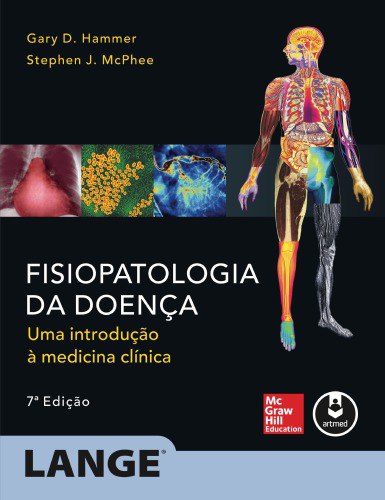 Gary D. Hammer
Stephen J. McPhee
FISIOPATOLOGIA
DA DOENÇA
Uma introdução
à medicina clínica
7ª Edição
Mc
Graw
Hill
Education
artmed
LANGE®